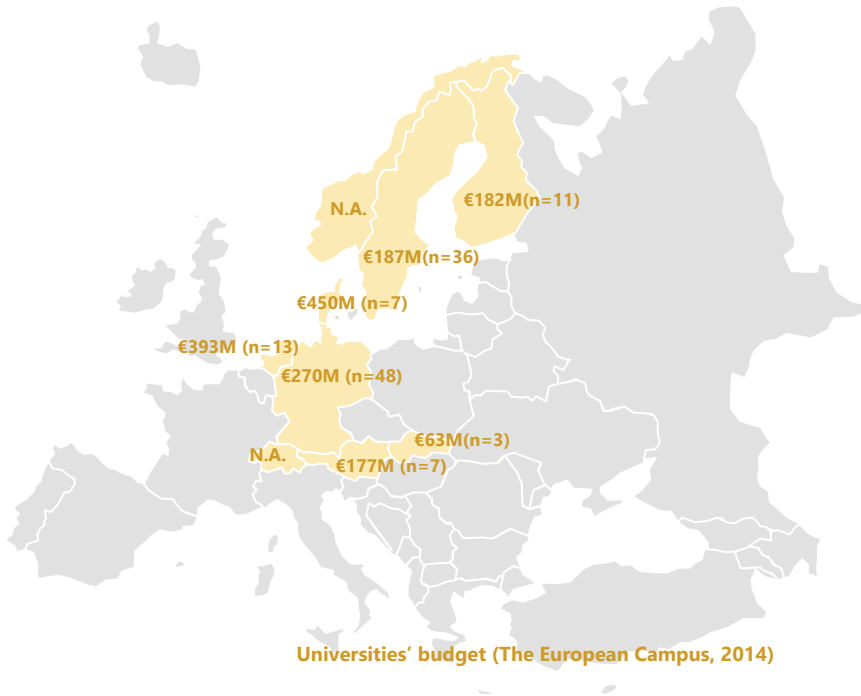 €182M(n=11)
N.A.
€187M(n=36)
€450M (n=7)
€393M (n=13)
€270M (n=48)
€63M(n=3)
N.A.
€177M (n=7)
Universities’ budget (The European Campus, 2014)